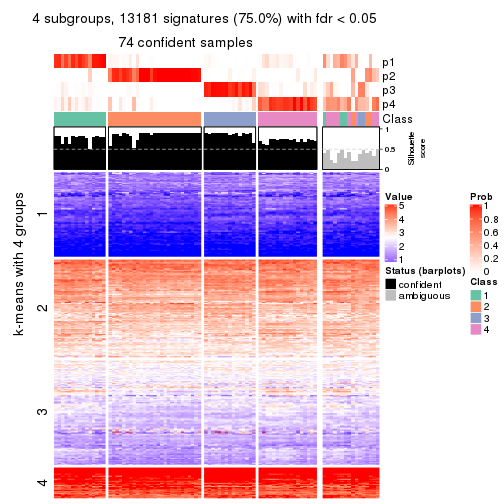 4 subgroups, 13181 signatures (75.0%) with fdr < 0.05
74 confident samples
p1
p2
p3
p4
Class
1
0.5
0
Silhouette
score
k-means with 4 groups
1
2
3
4
Value
5
4
3
2
1
Status (barplots)
confident
ambiguous
Prob
1
0.8
0.6
0.4
0.2
0
Class
1
2
3
4